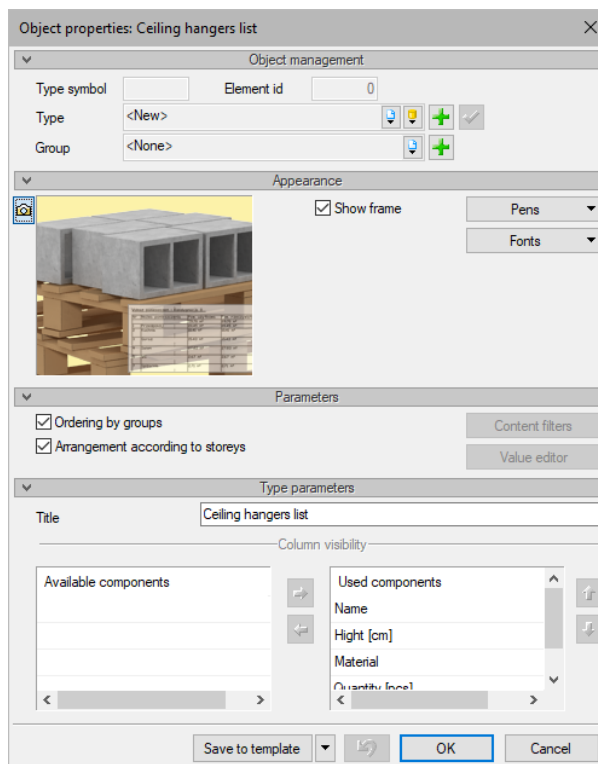 Object properties: Ceiling hangers list
Object management
Type symbol Element id 0
Type <New>
Group <None>
Appearance
Show frame Pens
Fonts
Parameters
Ordering by groups Content filters
Arrangement according to storeys Value editor
Type parameters
Title Ceiling hangers list
Column visibility
Available components Used components
Name
Hight [cm]
Material
Quantity [pcs]
Save to template OK Cancel